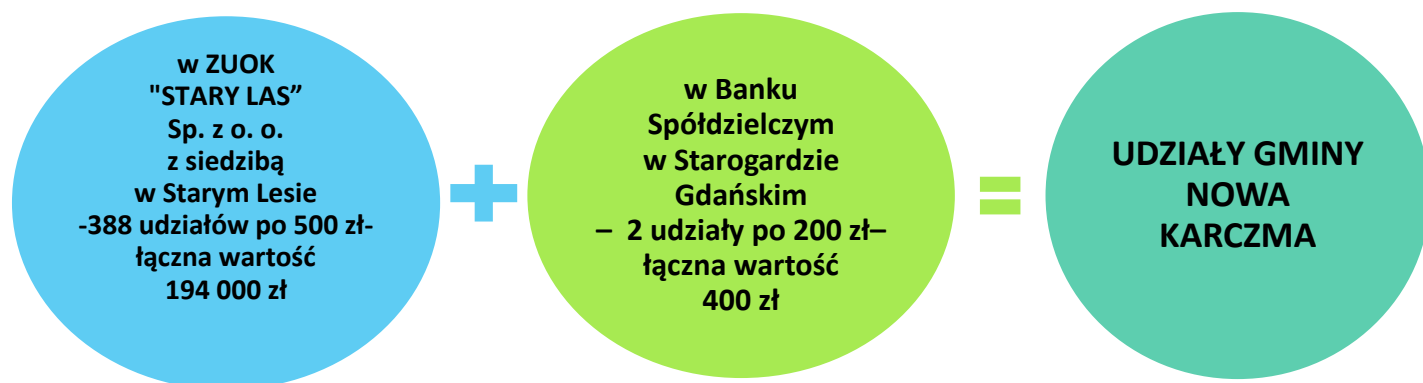 w ZUOK
"STARY LAS”
Sp. z o. o.
z siedzibą
w Starym Lesie
-388 udziałów po 500 zł-
łączna wartość
194 000 zł
w Banku
Spółdzielczym
w Starogardzie
Gdańskim
– 2 udziały po 200 zł–
łączna wartość
400 zł
UDZIAŁY GMINY
NOWA
KARCZMA